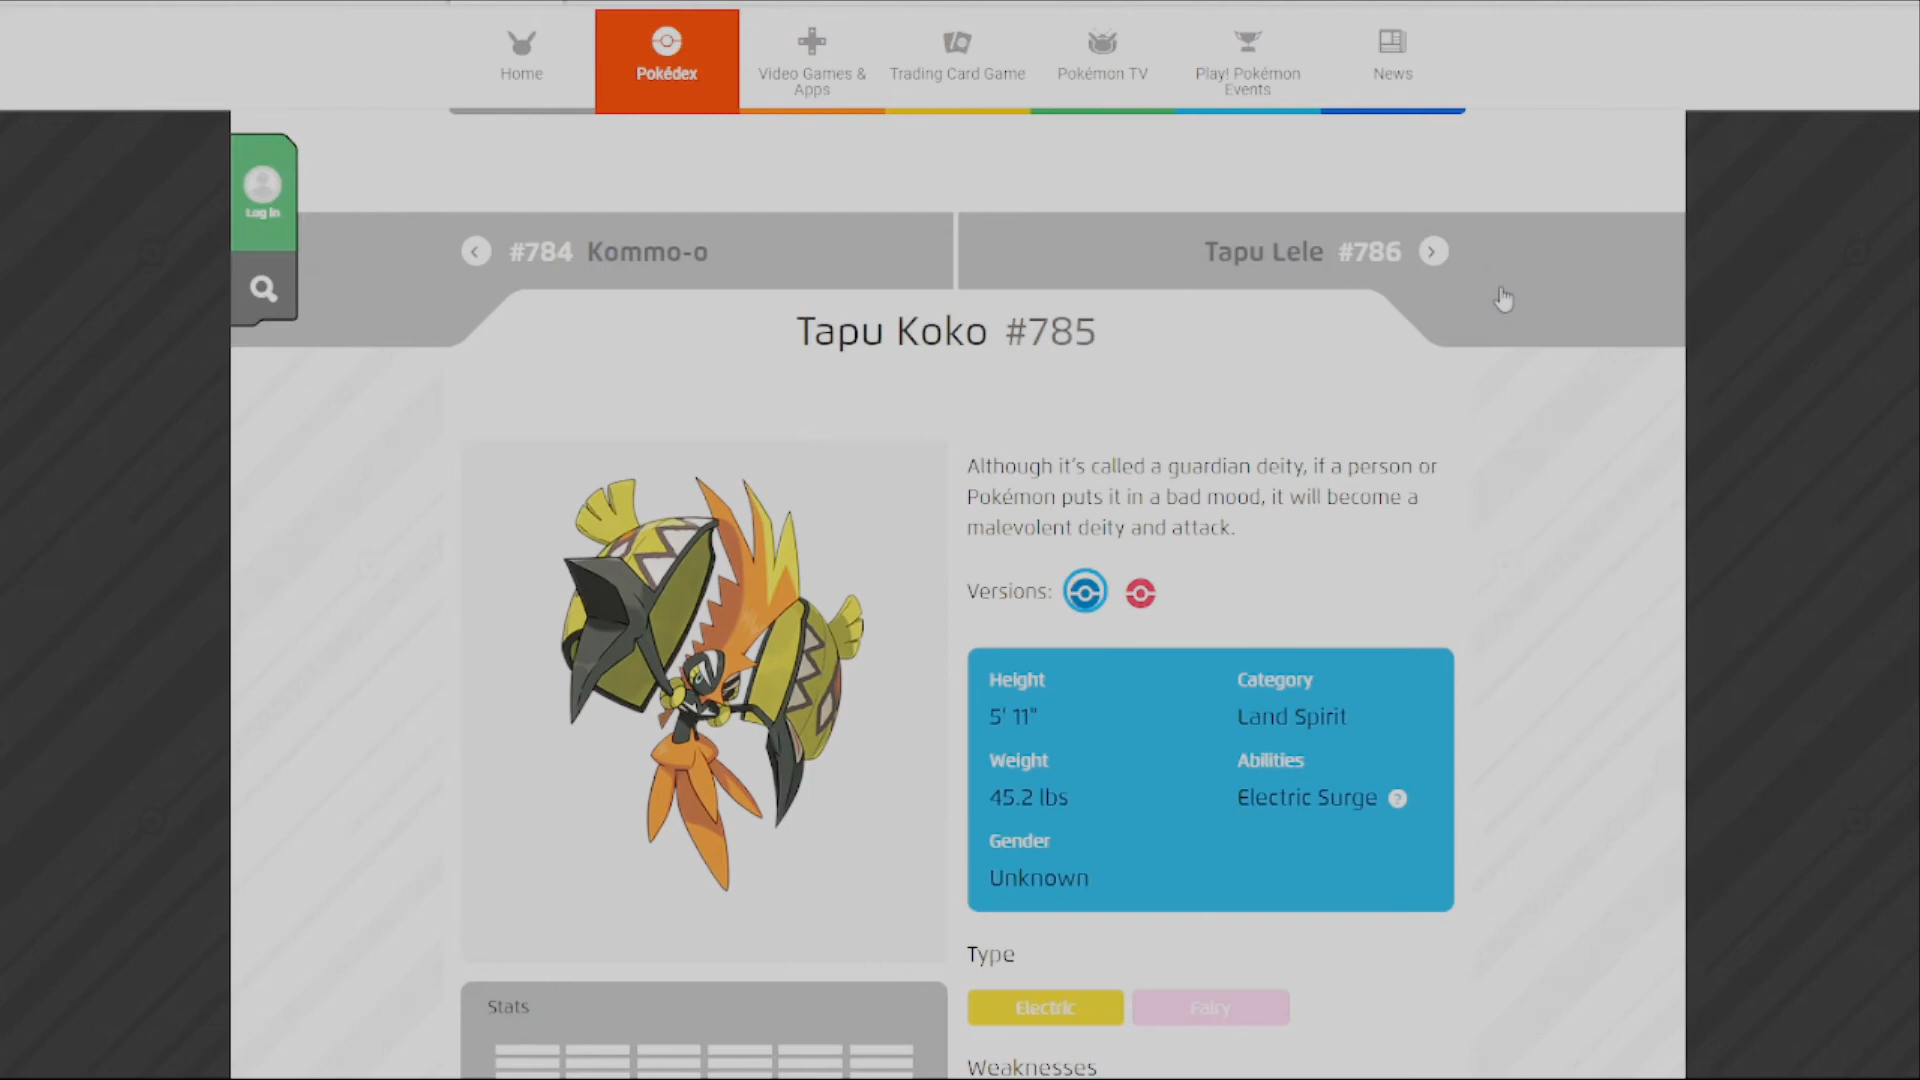 Home
Pokédex
Video Games &
Apps
Trading Card Game
Pokémon TV
Play! Pokémon
Events
News
Log in
#784 Kommo-o
Tapu Lele #786
Tapu Koko #785
Although it's called a guardian deity, if a person or
Pokémon puts it in a bad mood, it will become a
malevolent deity and attack.
Versions:
Height
5' 11"
Weight
45.2 lbs
Gender
Unknown
Category
Land Spirit
Abilities
Electric Surge ?
Type
Electric
Fairy
Weaknesses
Stats